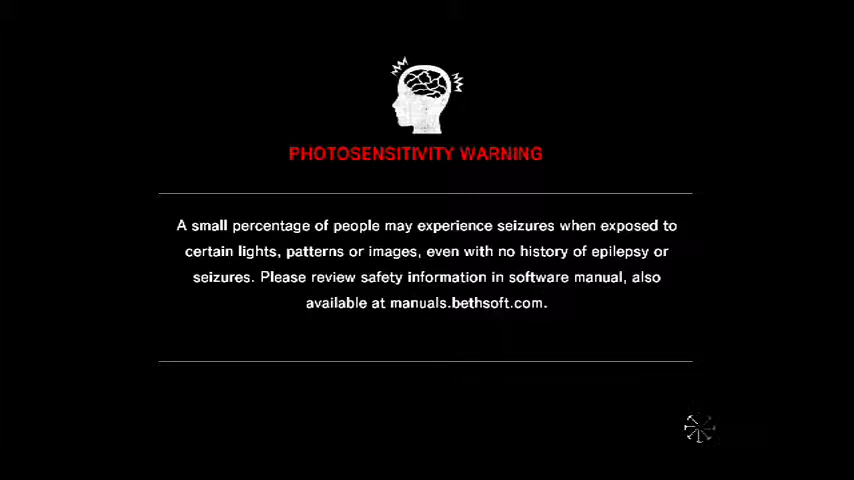 PHOTOSENSITIVITY WARNING
A small percentage of people may experience seizures when exposed to
certain lights, patterns or images, even with no history of epilepsy or
seizures. Please review safety information in software manual, also
available at manuals.bethsoft.com.